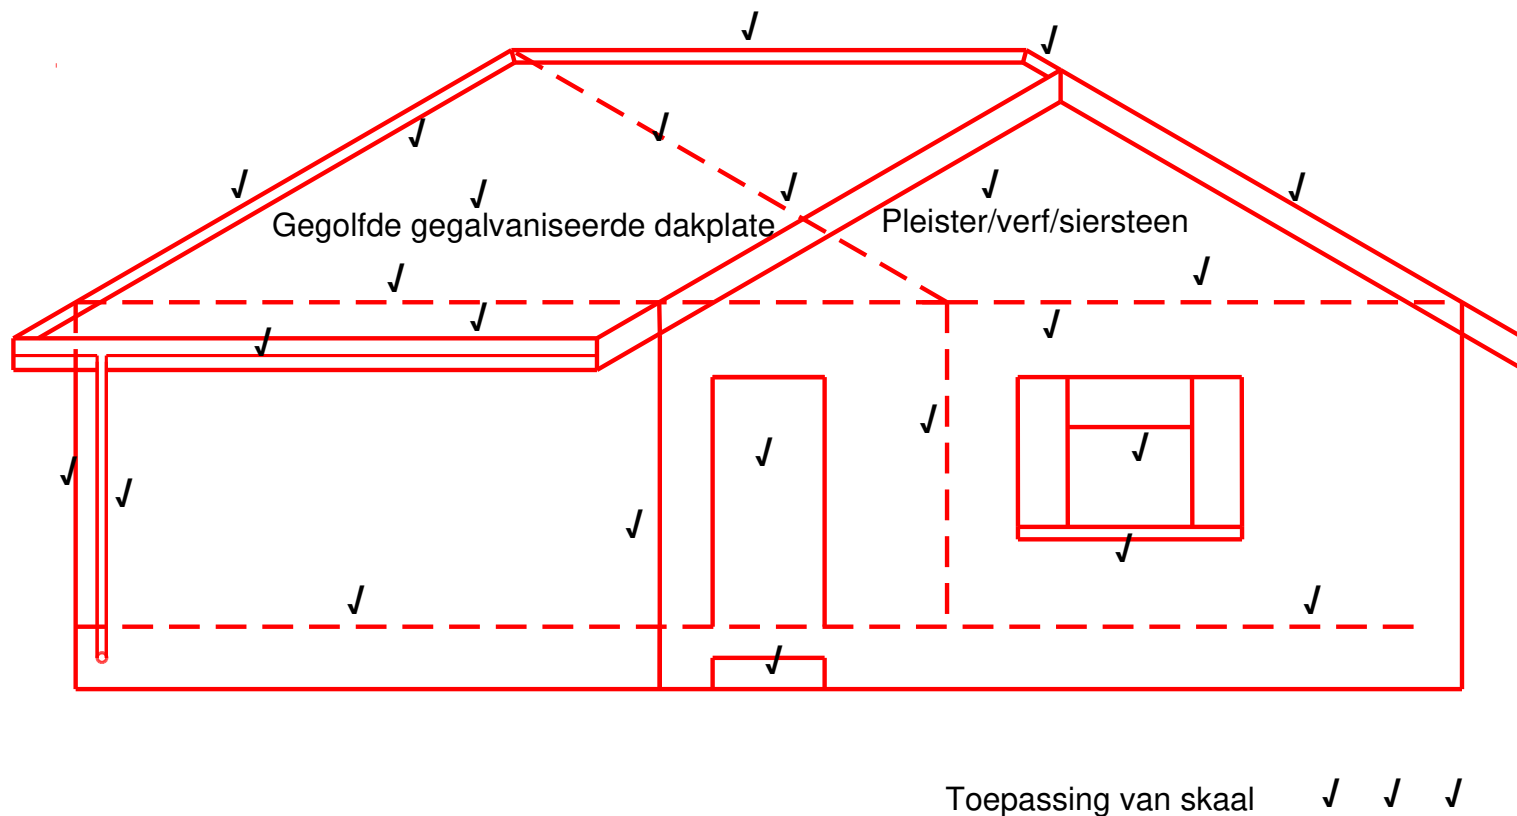 Gegolfde gegalvaniseerde dakplate
Pleister/verf/siersteen
Toepassing van skaal √ √ √